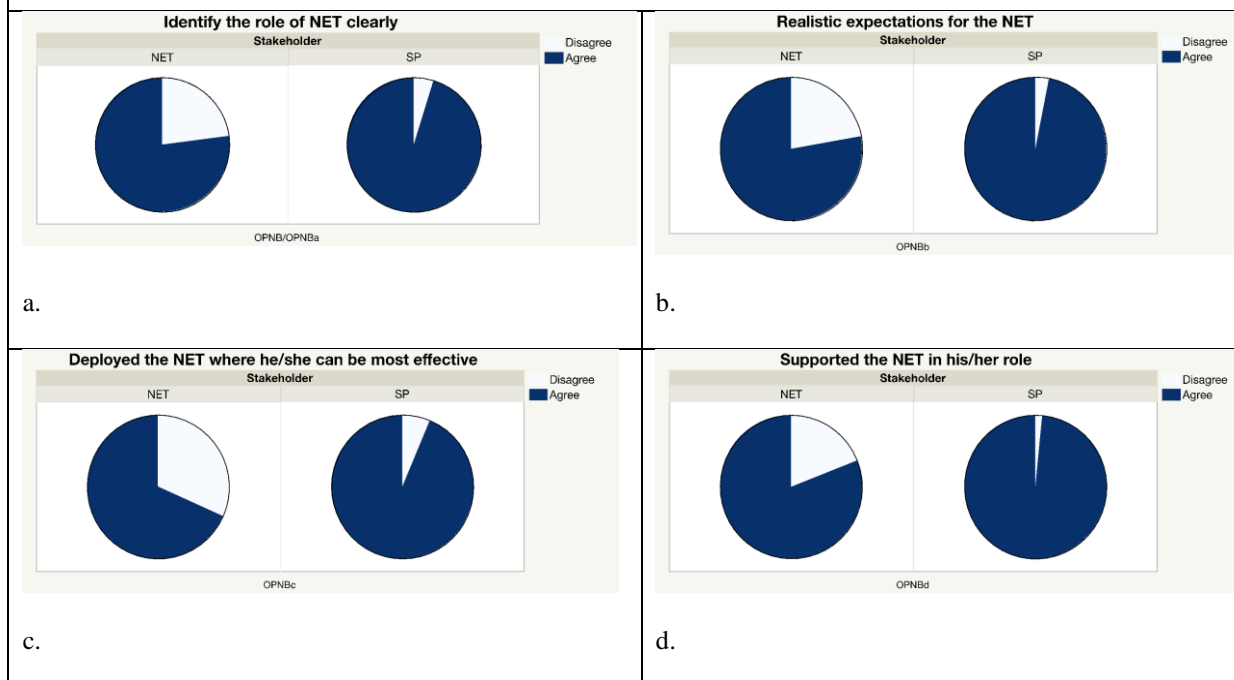 Identify the role of NET clearly
Stakeholder
NET SP
Disagree
Agree
OPNB/OPNBa
a.
Realistic expectations for the NET
Stakeholder
NET SP
Disagree
Agree
OPNBb
b.
Deployed the NET where he/she can be most effective
Stakeholder
NET SP
Disagree
Agree
OPNBc
c.
Supported the NET in his/her role
Stakeholder
NET SP
Disagree
Agree
OPNBd
d.